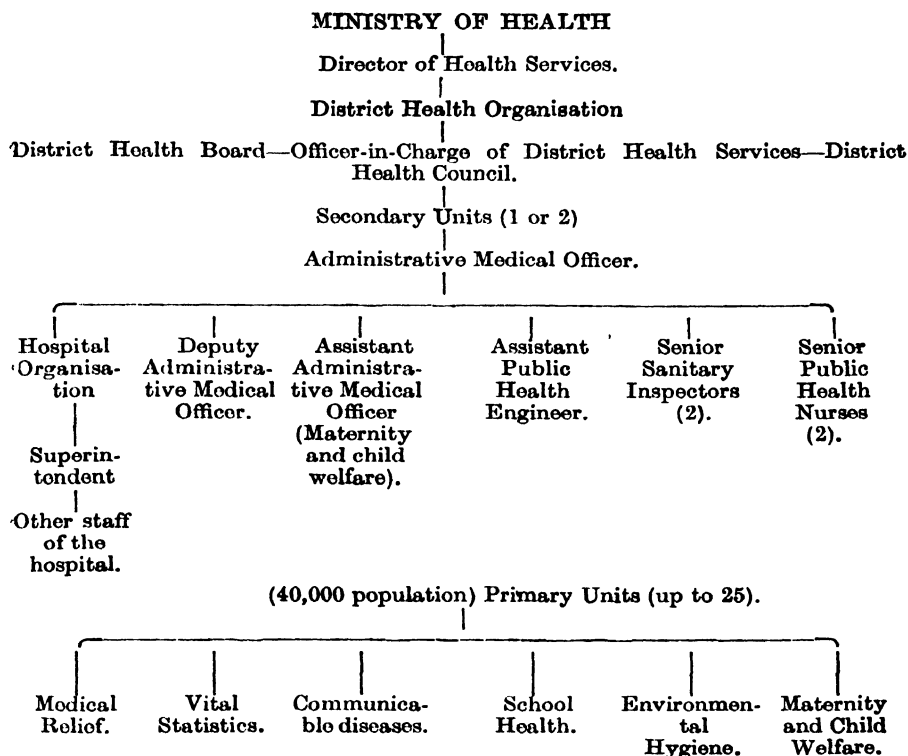 MINISTRY OF HEALTH
Director of Health Services.
District Health Organisation
District Health Board—Officer-in-Charge of District Health Services—District
Health Council.
Secondary Units (1 or 2)
Administrative Medical Officer.
Hospital
Organisa-
tion
Superin-
tendent
Other staff
of the
hospital.
Deputy
Administra-
tive Medical
Officer.
Assistant
Administra-
tive Medical
Officer
(Maternity
and child
welfare).
Assistant
Public
Health
Engineer.
Senior
Sanitary
Inspectors
(2).
Senior
Public
Health
Nurses
(2).
(40,000 population) Primary Units (up to 25).
Medical
Relief.
Vital
Statistics.
Communica-
ble diseases.
School
Health.
Environmen-
tal
Hygiene.
Maternity
and Child
Welfare.